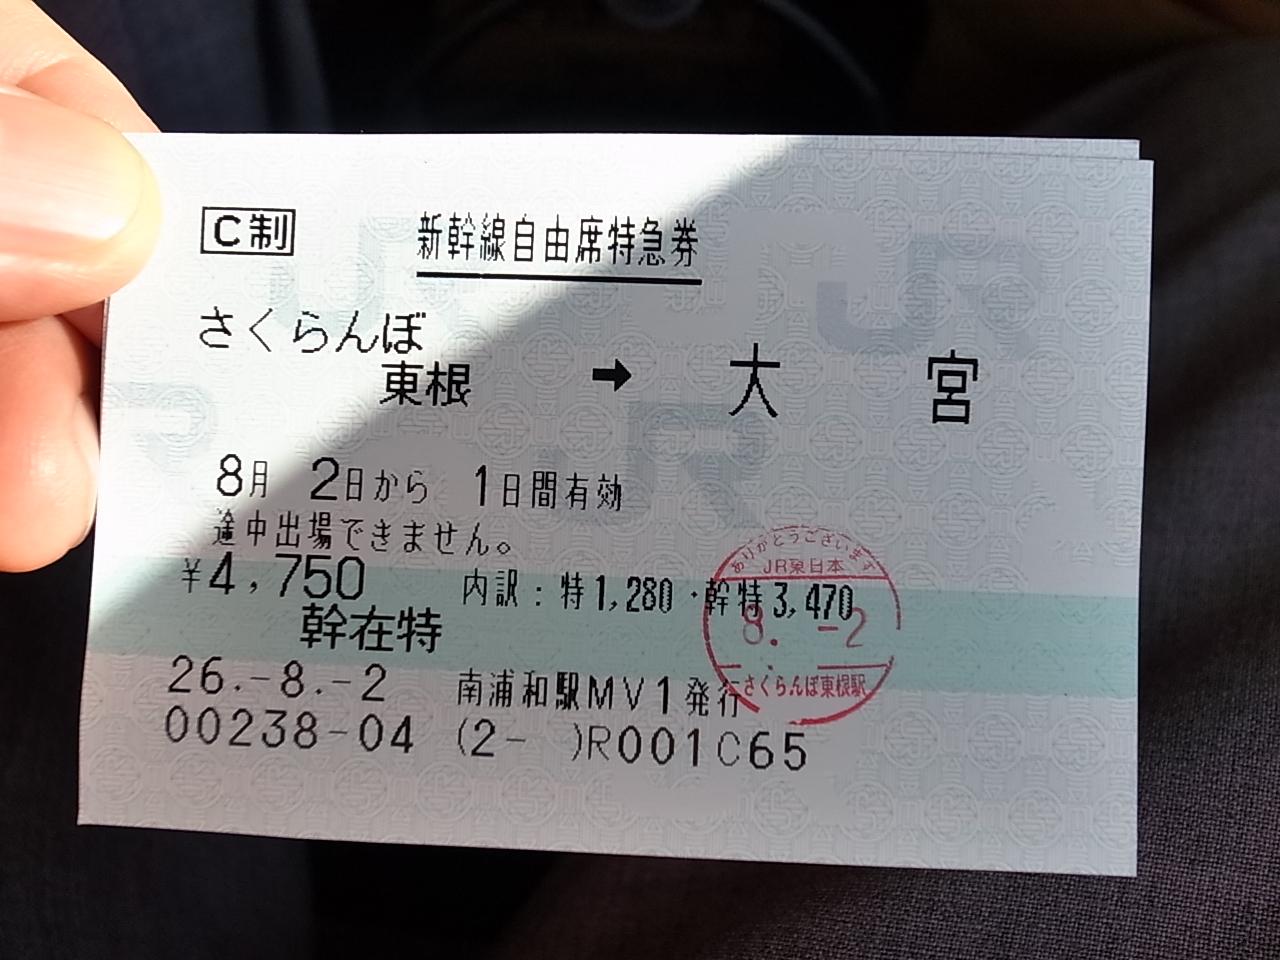 C制 新幹線自由席特急券
さくらんぼ
東根 → 大宮
8月 2日から 1日間有効
途中出場できません。
¥4,750 内訳:特1,280・幹特3,470
幹在特
26.-8.-2 南浦和駅MV1発行
00238-04 (2- )R001C65
ありがとうございます
JR東日本
8.-2
さくらんぼ東根駅
JR
JR
JR